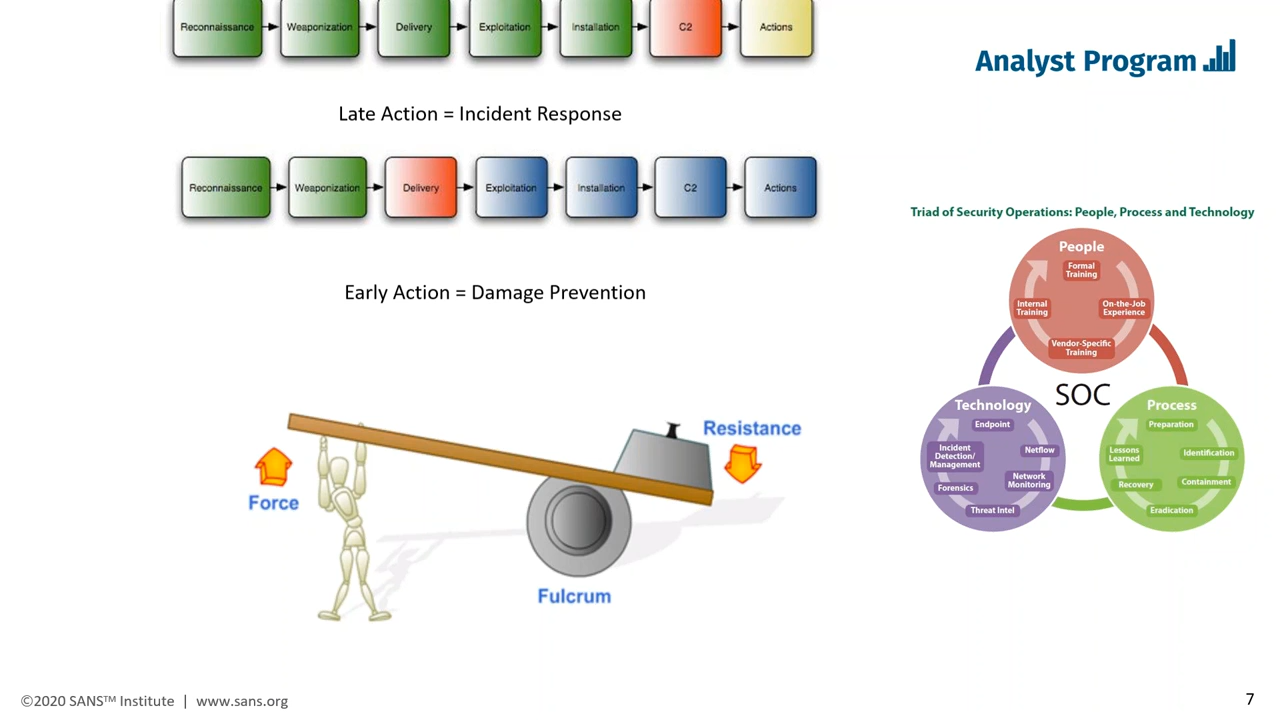 Reconnaissance
Weaponization
Delivery
Exploitation
Installation
C2
Actions
Analyst Program
Late Action = Incident Response
Reconnaissance
Weaponization
Delivery
Exploitation
Installation
C2
Actions
Early Action = Damage Prevention
Triad of Security Operations: People, Process and Technology
People
Formal
Training
Internal
Training
On-the-Job
Experience
Vendor-Specific
Training
SOC
Technology
Endpoint
Incident
Detection/
Management
Netflow
Forensics
Network
Monitoring
Threat Intel
Process
Preparation
Lessons
Learned
Identification
Recovery
Containment
Eradication
Force
Resistance
Fulcrum
©2020 SANS™ Institute | www.sans.org
7